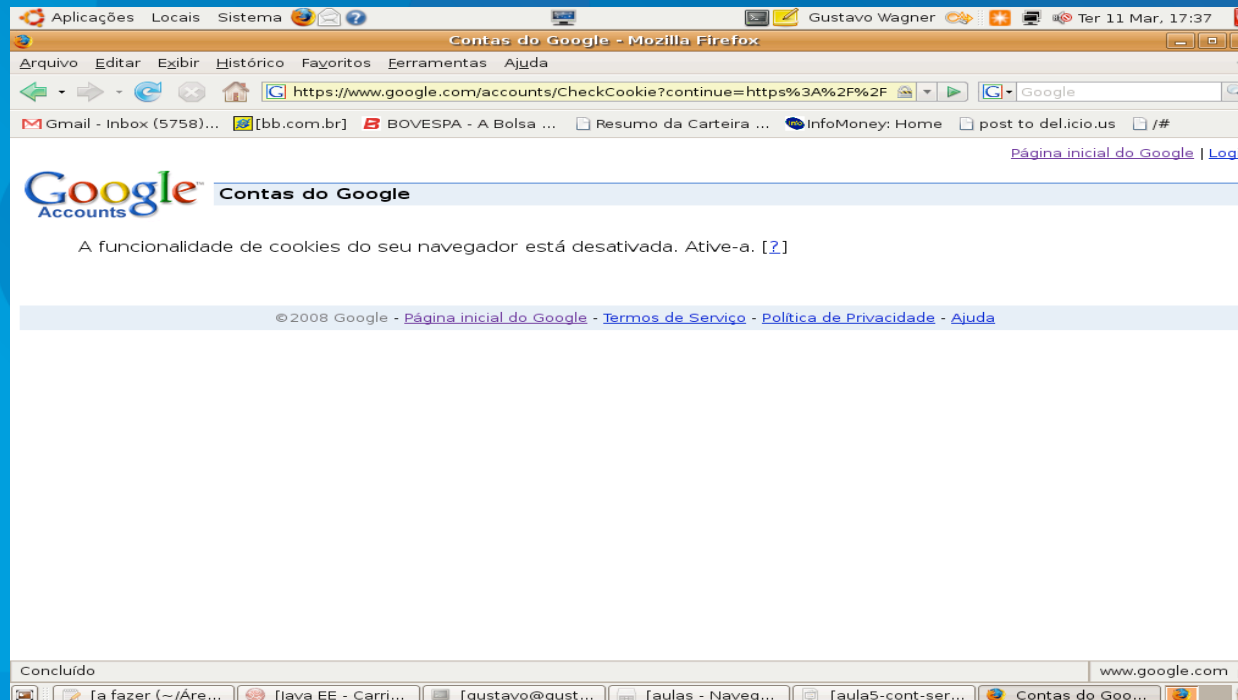 Aplicações Locais Sistema Gustavo Wagner Ter 11 Mar, 17:37
Contas do Google - Mozilla Firefox
Arquivo Editar Exibir Histórico Favoritos Ferramentas Ajuda
G https://www.google.com/accounts/CheckCookie?continue=https%3A%2F%2F G Google
Gmail - Inbox (5758)... [bb.com.br] BOVESPA - A Bolsa ... Resumo da Carteira ... InfoMoney: Home post to del.icio.us /#
Página inicial do Google | Log
Google™ Contas do Google
Accounts
A funcionalidade de cookies do seu navegador está desativada. Ative-a. [?]
©2008 Google - Página inicial do Google - Termos de Serviço - Política de Privacidade - Ajuda
Concluído www.google.com
[a fazer (~/Áre... [Java EE - Carri... [gustavo@gust... [aulas - Naveg... [aula5-cont-ser... Contas do Goo...